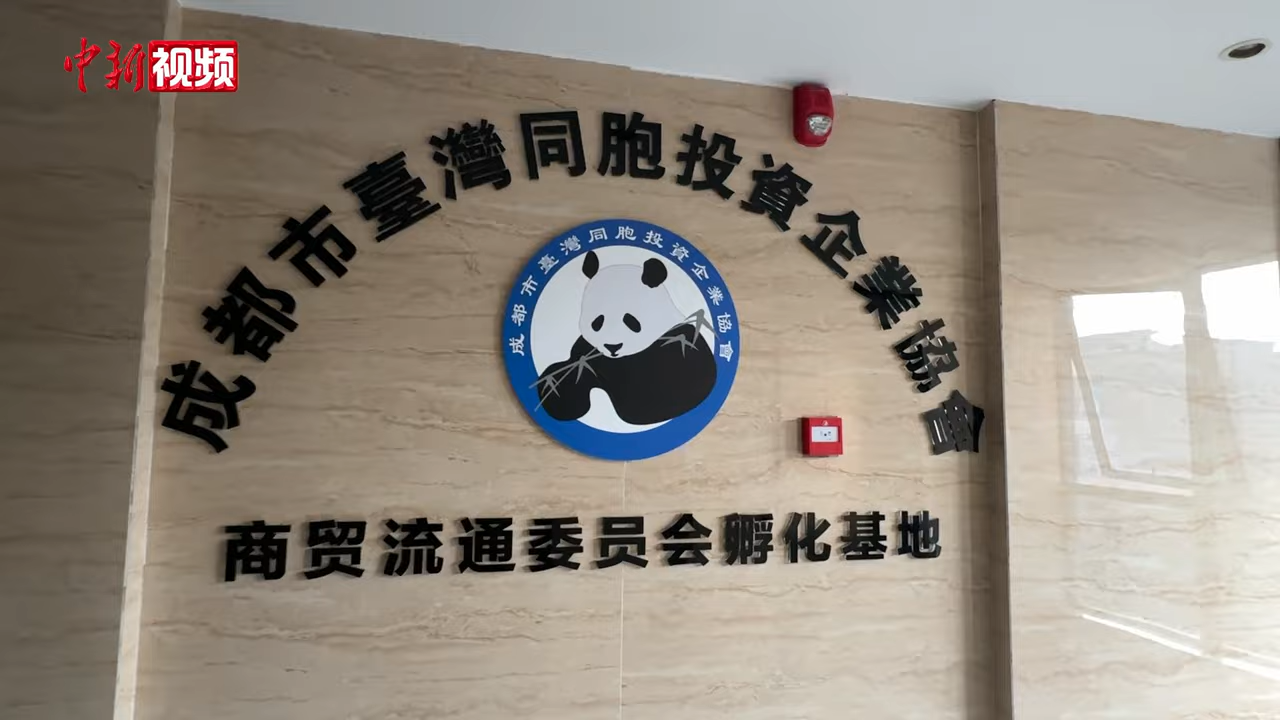 中新视频
成都市臺灣同胞投資企業協會
成都市臺灣同胞投資企業協會
商贸流通委员会孵化基地